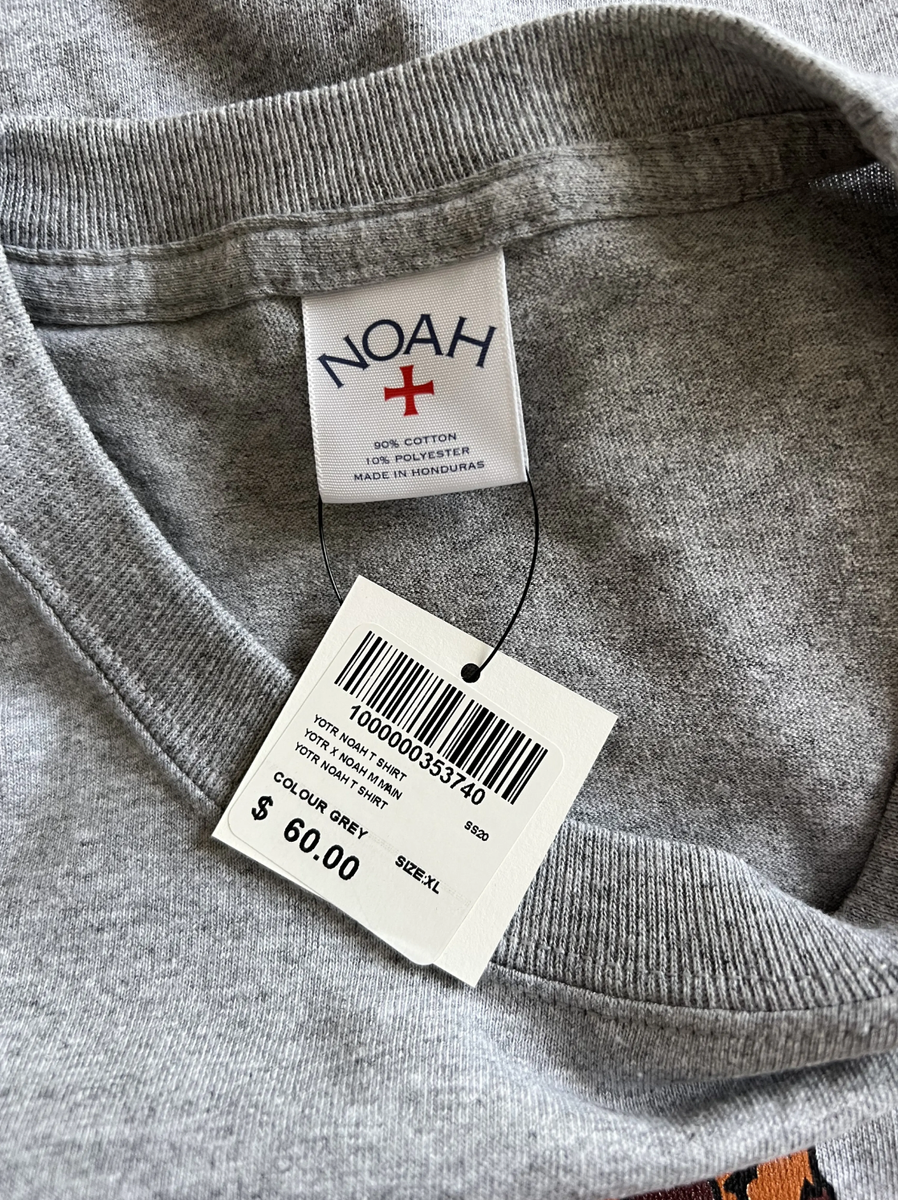 NOAH
90% COTTON
10% POLYESTER
MADE IN HONDURAS
1000000353740
YOTR NOAH T SHIRT
YOTR X NOAH M MAIN
YOTR NOAH T SHIRT
SS20
COLOUR GREY
$ 60.00
SIZE:XL